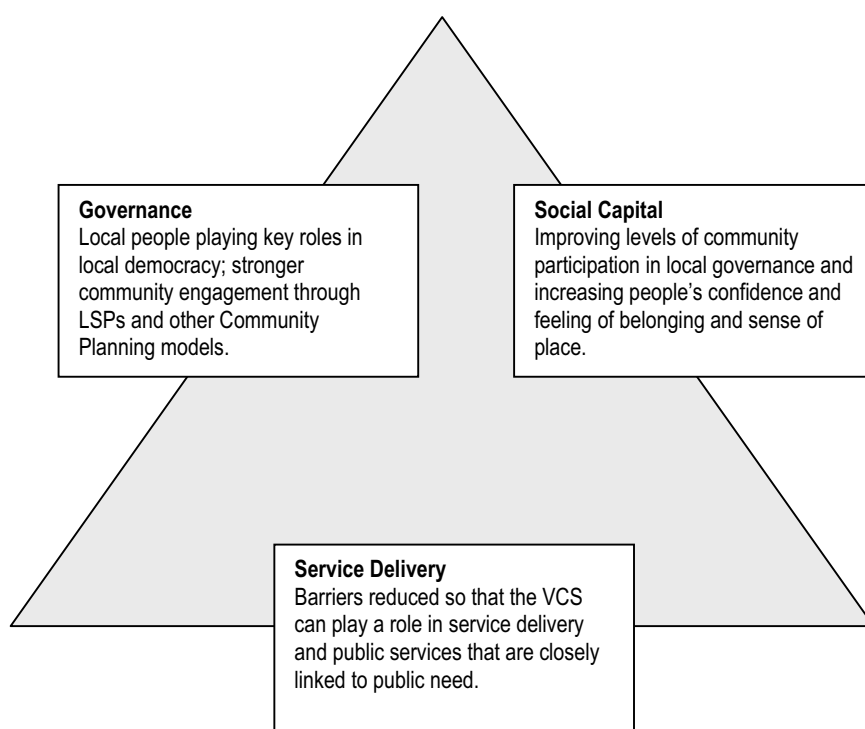 Governance
Local people playing key roles in
local democracy; stronger
community engagement through
LSPs and other Community
Planning models.
Social Capital
Improving levels of community
participation in local governance and
increasing people’s confidence and
feeling of belonging and sense of
place.
Service Delivery
Barriers reduced so that the VCS
can play a role in service delivery
and public services that are closely
linked to public need.